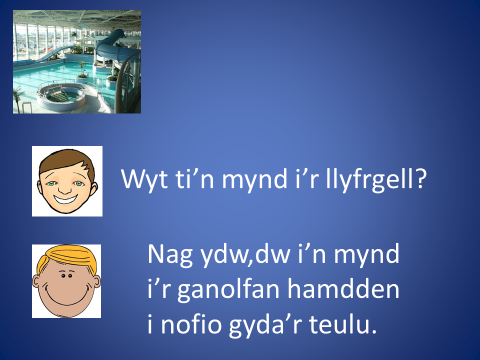 Wyt ti’n mynd i’r llyfrgell?
Nag ydw,dw i’n mynd
i’r ganolfan hamdden
i nofio gyda’r teulu.